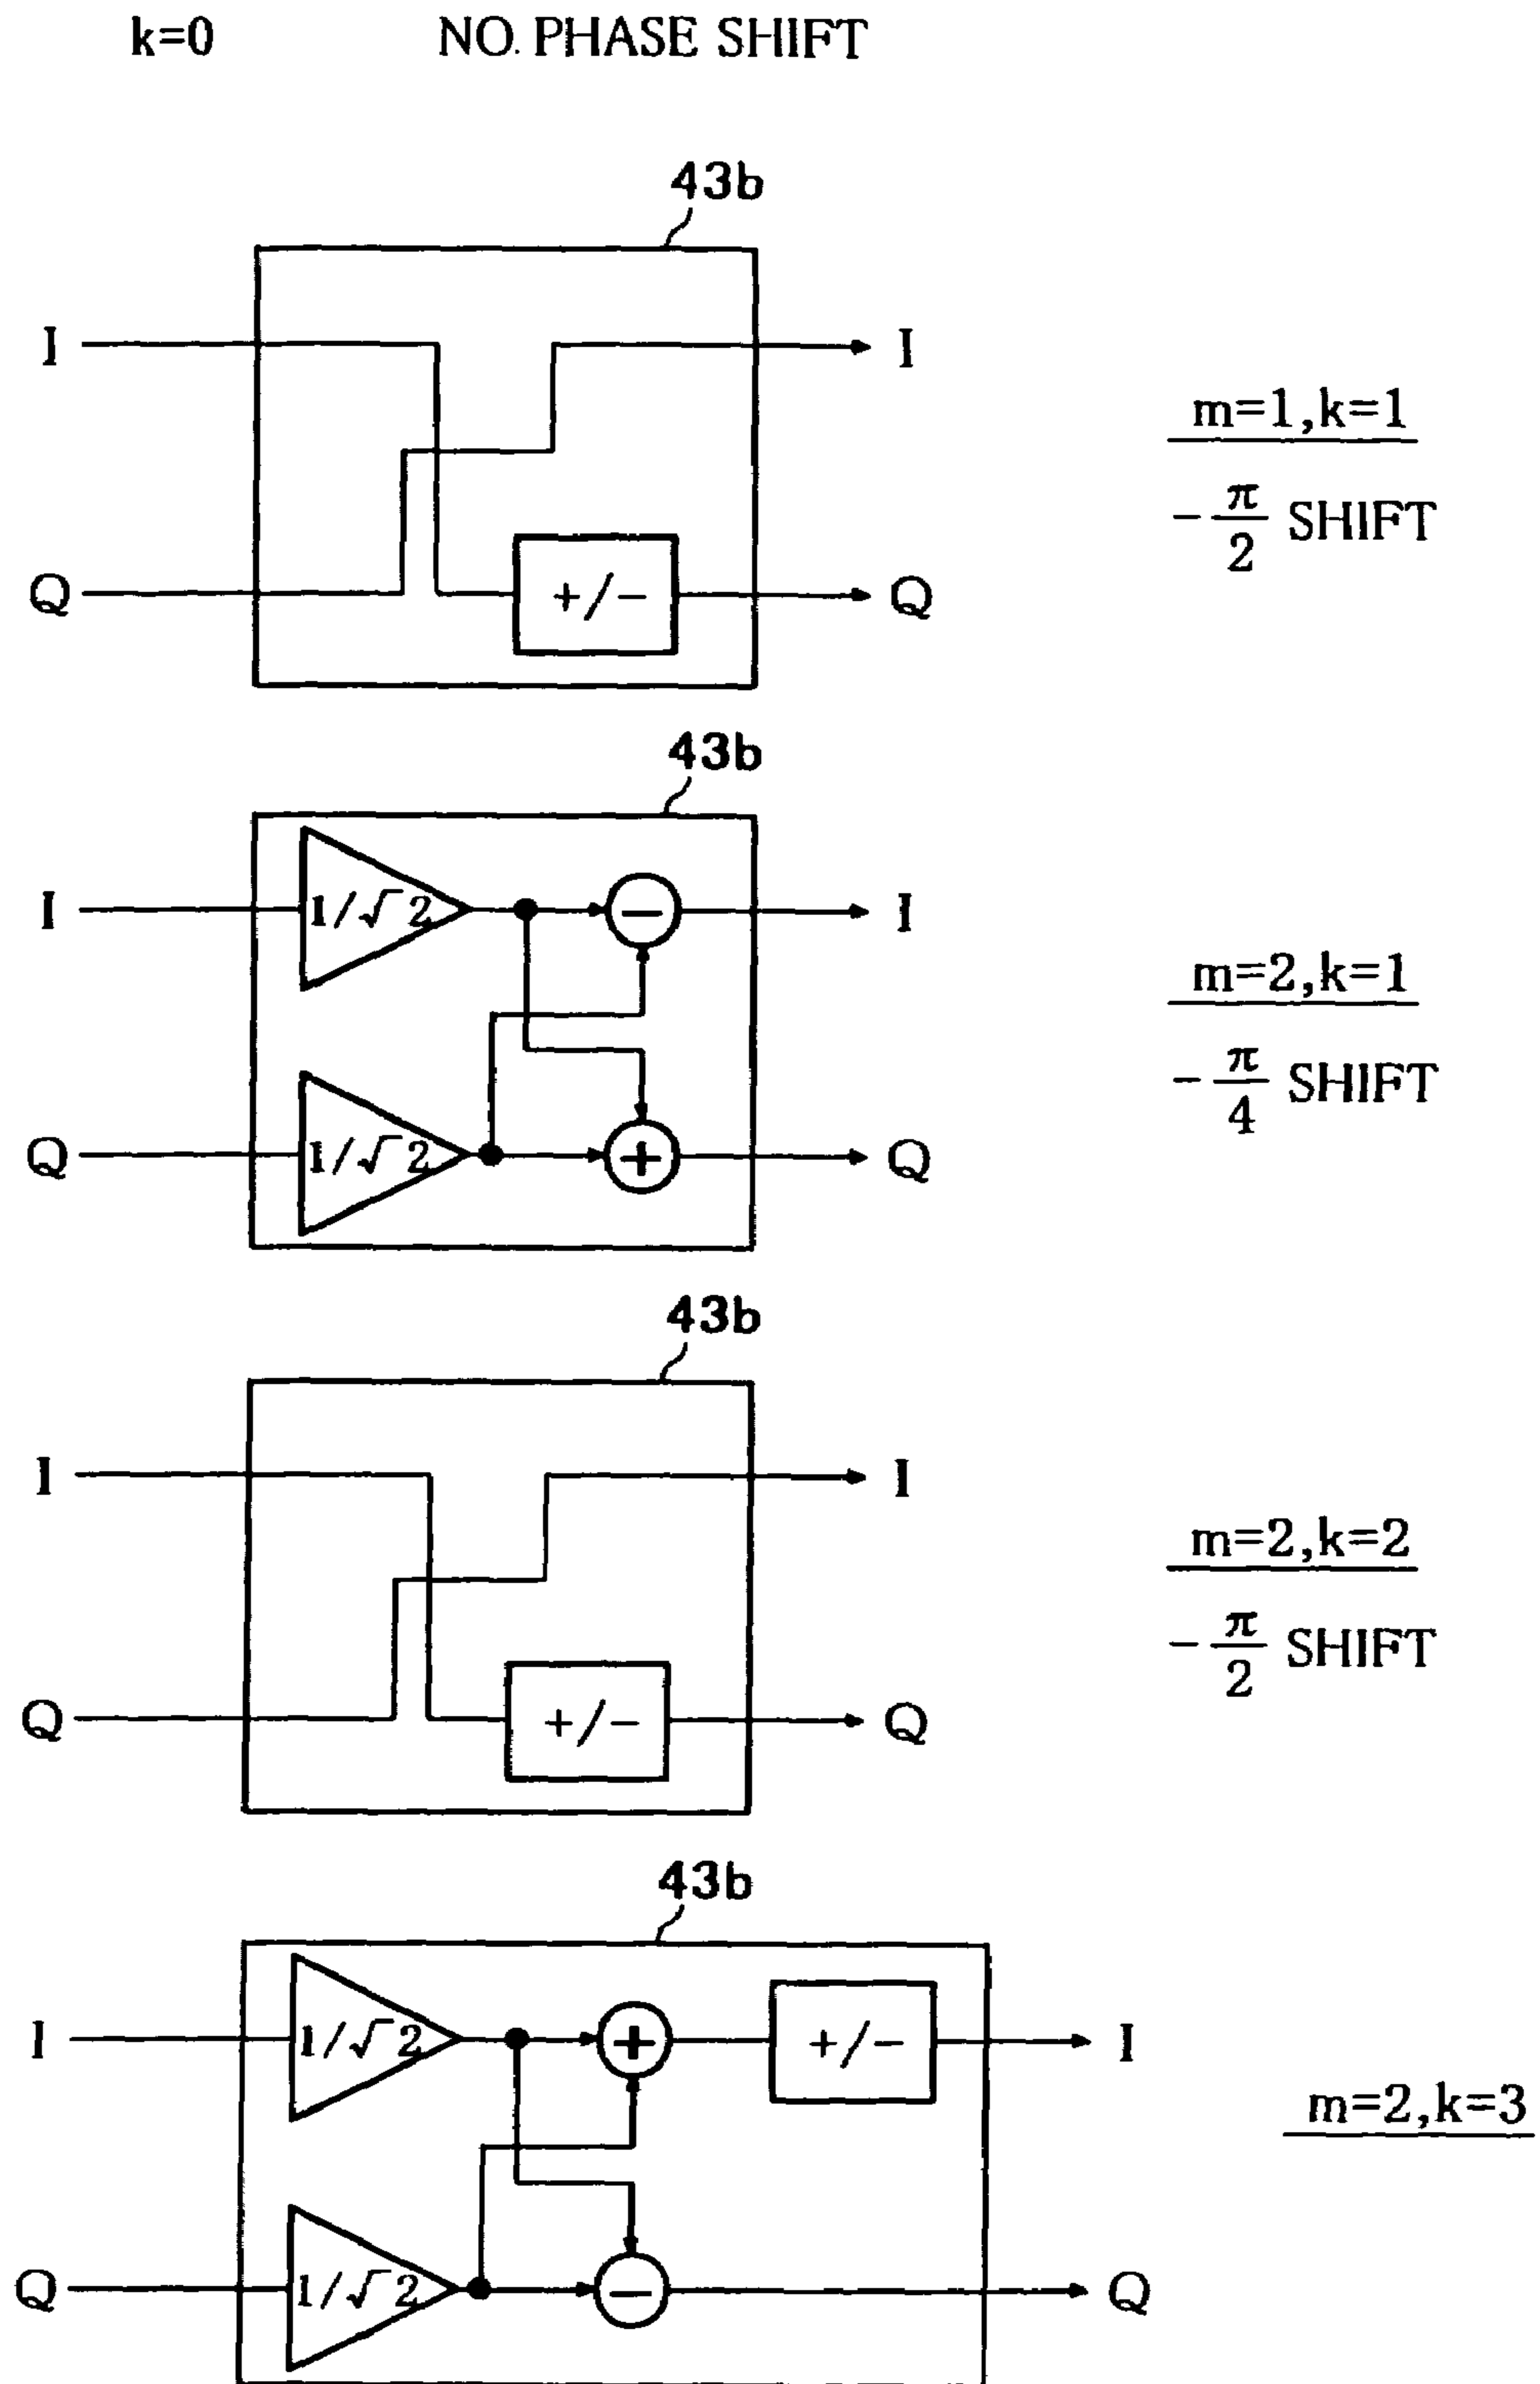 k=0 NO. PHASE SHIFT
43b
I I
m=1,k=1
Q +/- Q
-π/2 SHIFT
43b
I 1/√2 − I
m=2,k=1
Q 1/√2 + Q
-π/4 SHIFT
43b
I I
m=2,k=2
Q +/- Q
-π/2 SHIFT
43b
I 1/√2 + +/- I
m=2,k=3
Q 1/√2 − Q